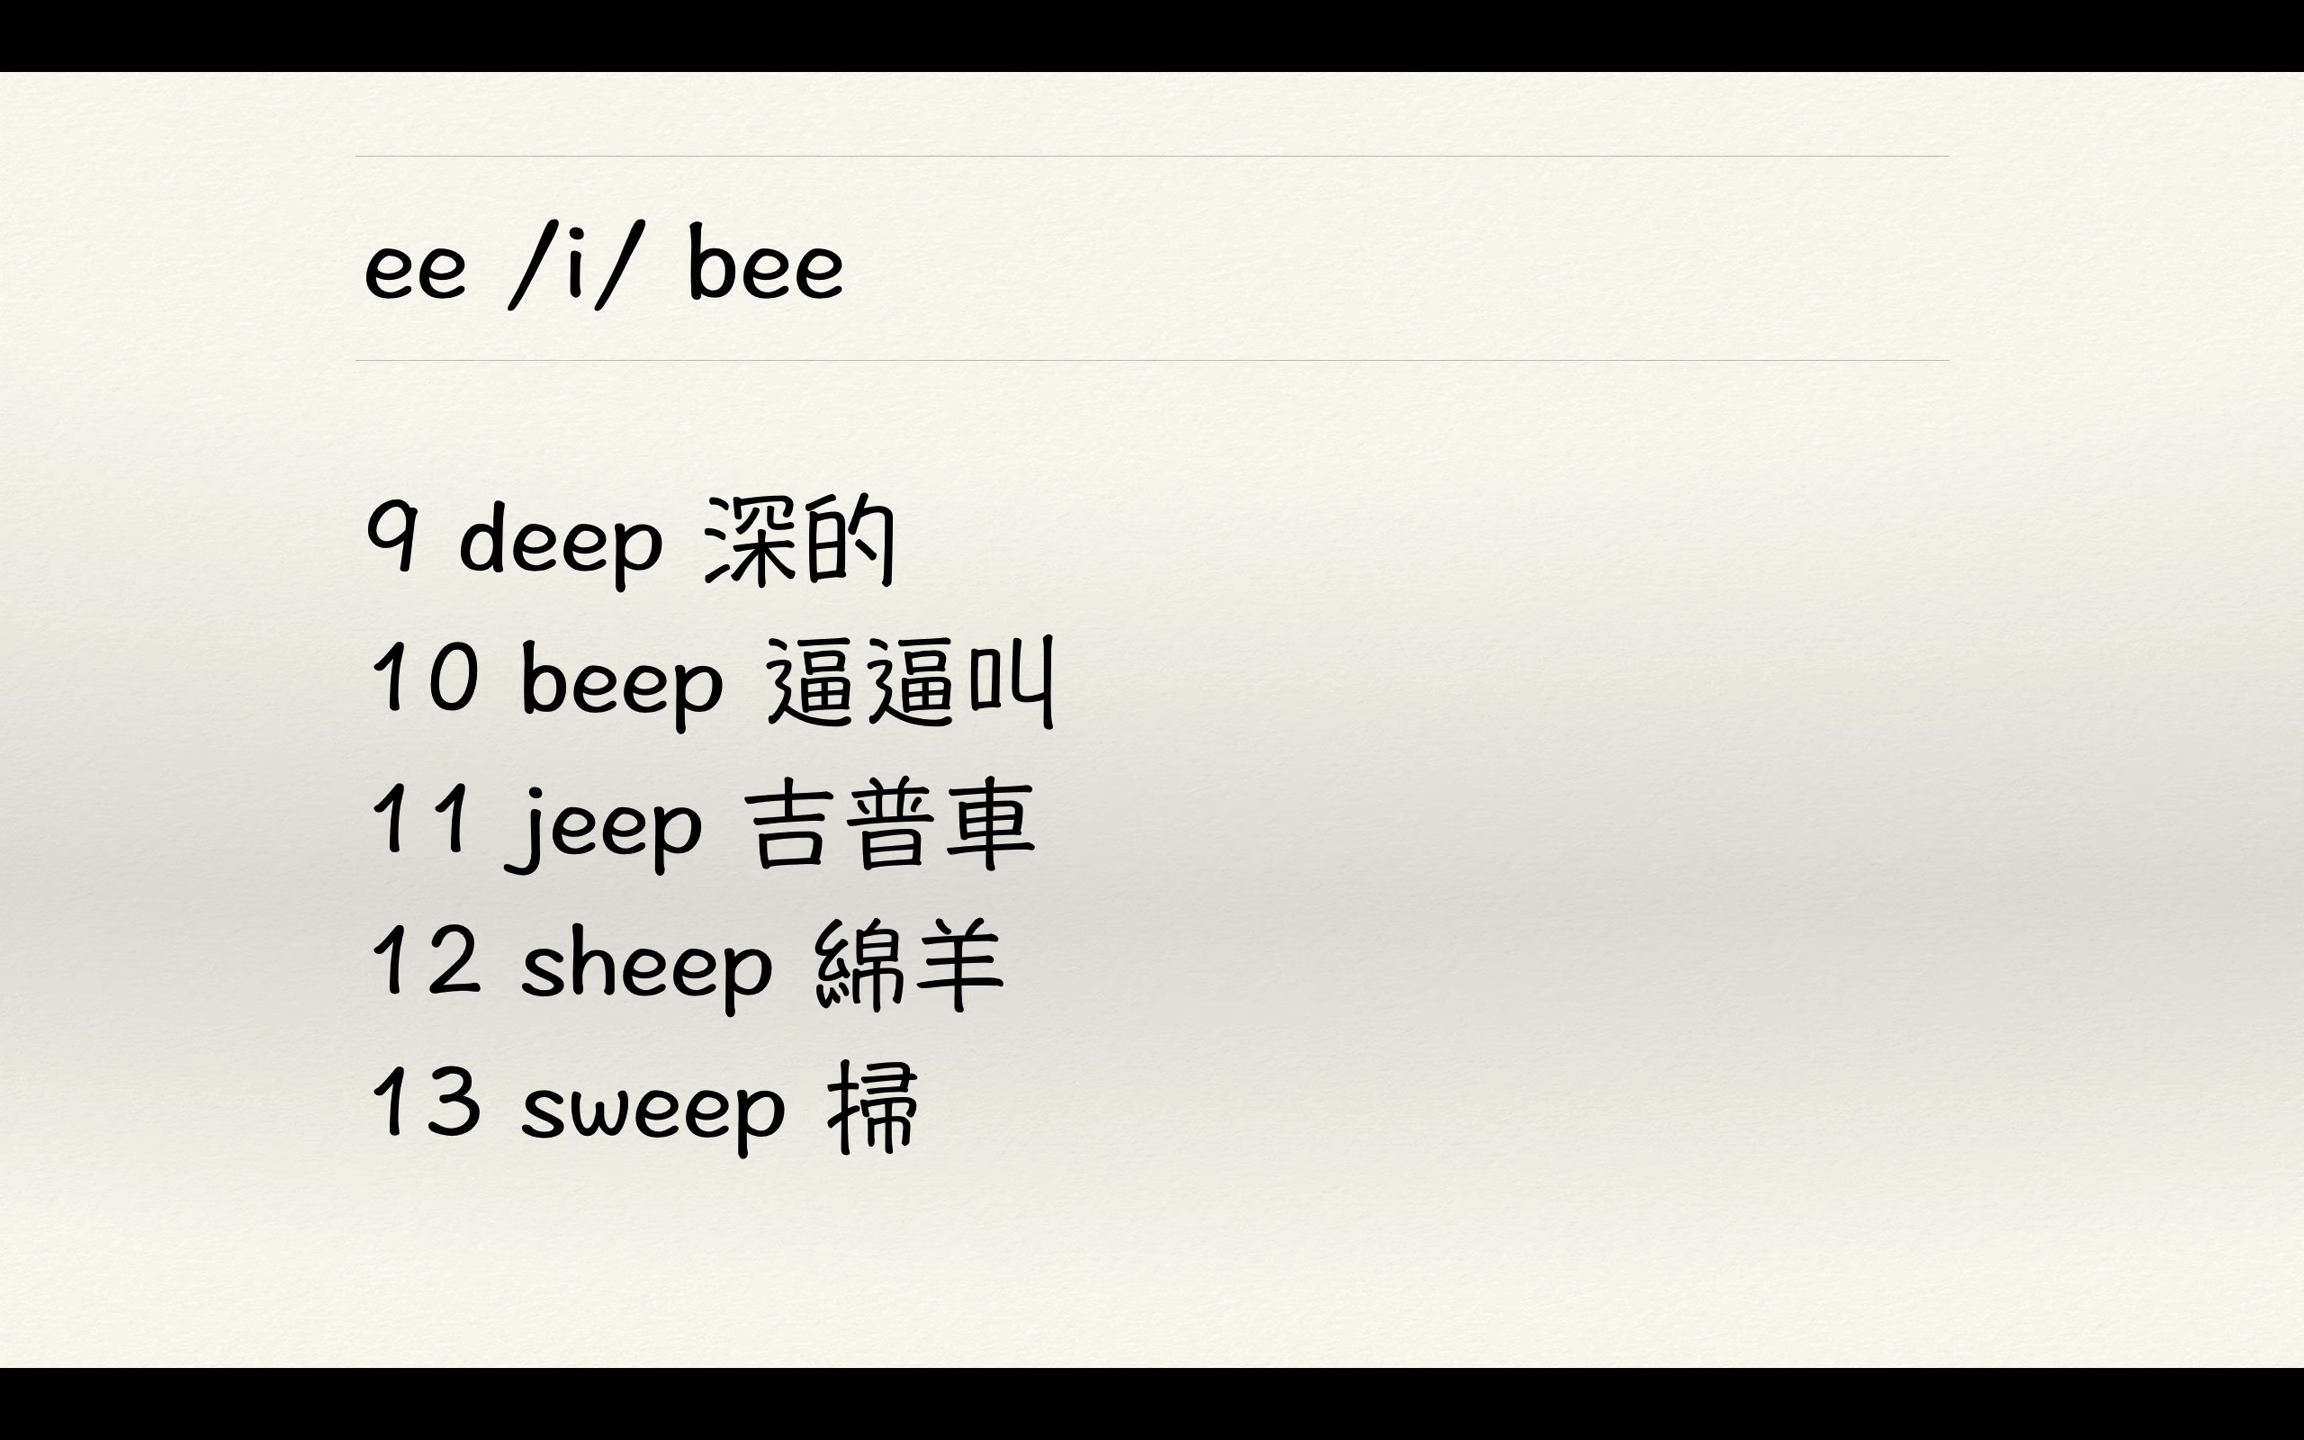 ee /i/ bee
9 deep 深的
10 beep 逼逼叫
11 jeep 吉普車
12 sheep 綿羊
13 sweep 掃